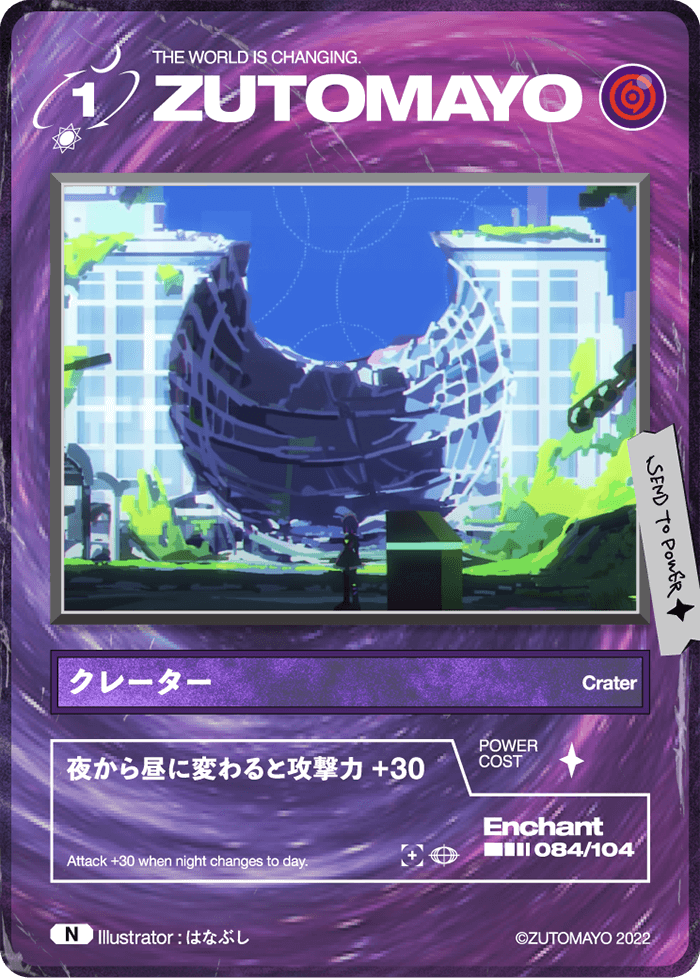 THE WORLD IS CHANGING.
1
ZUTOMAYO
SEND TO POWER
クレーター
Crater
夜から昼に変わると攻撃力 +30
POWER
COST
Enchant
084/104
Attack +30 when night changes to day.
N
Illustrator : はなぶし
©ZUTOMAYO 2022